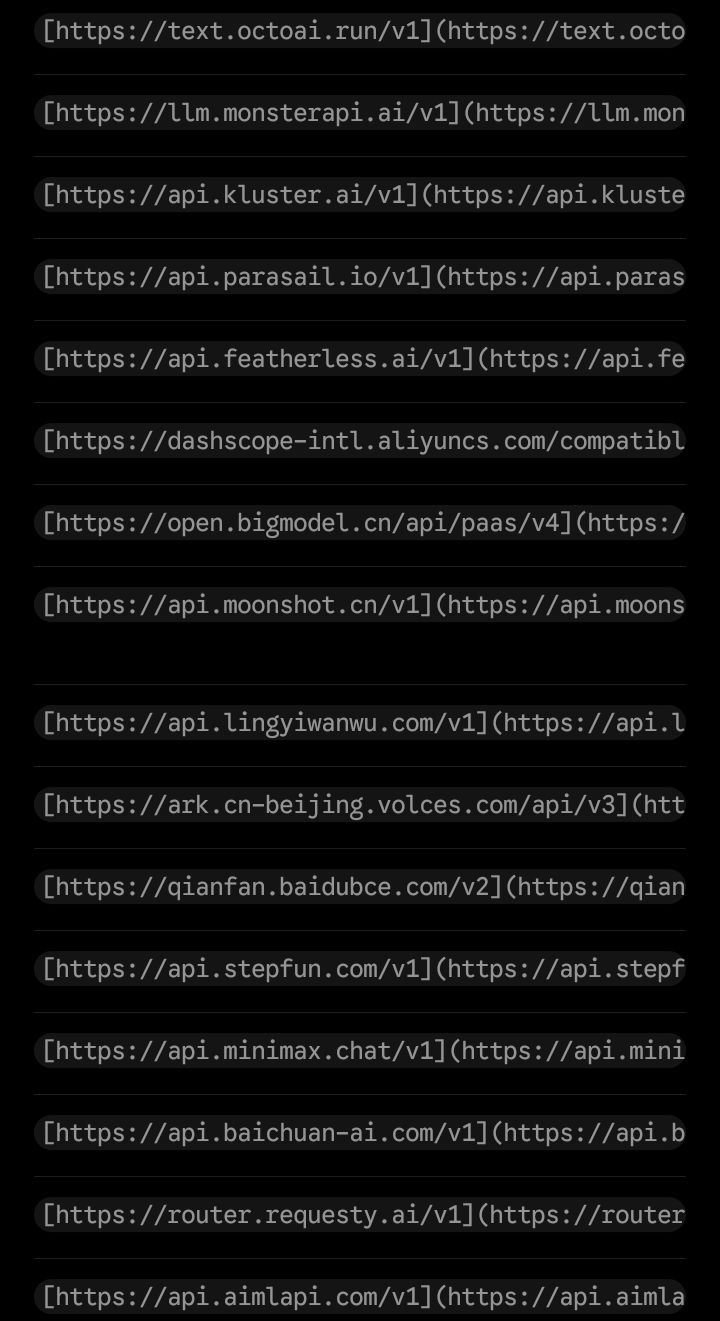 [https://text.octoai.run/v1](https://text.octo
[https://llm.monsterapi.ai/v1](https://llm.mon
[https://api.kluster.ai/v1](https://api.kluste
[https://api.parasail.io/v1](https://api.paras
[https://api.featherless.ai/v1](https://api.fe
[https://dashscope-intl.aliyuncs.com/compatibl
[https://open.bigmodel.cn/api/paas/v4](https:/
[https://api.moonshot.cn/v1](https://api.moons
[https://api.lingyiwanwu.com/v1](https://api.l
[https://ark.cn-beijing.volces.com/api/v3](htt
[https://qianfan.baidubce.com/v2](https://qian
[https://api.stepfun.com/v1](https://api.stepf
[https://api.minimax.chat/v1](https://api.mini
[https://api.baichuan-ai.com/v1](https://api.b
[https://router.requesty.ai/v1](https://router
[https://api.aimlapi.com/v1](https://api.aimla